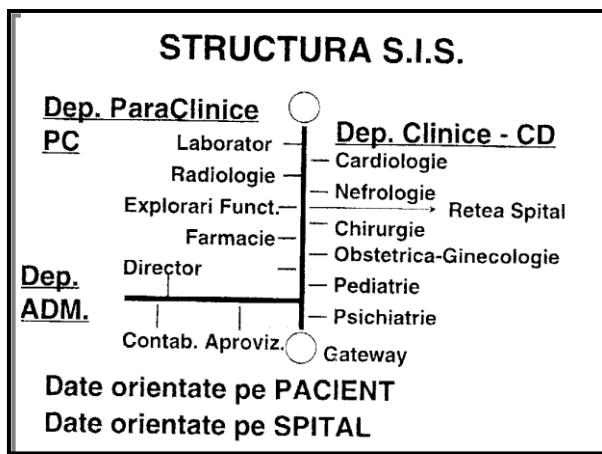 STRUCTURA S.I.S.
Dep. ParaClinice
PC
Laborator
Radiologie
Explorari Funct.
Farmacie
Dep. Clinice - CD
Cardiologie
Nefrologie
Retea Spital
Chirurgie
Obstetrica-Ginecologie
Pediatrie
Psichiatrie
Dep.
ADM.
Director
Contab. Aproviz.
Gateway
Date orientate pe PACIENT
Date orientate pe SPITAL